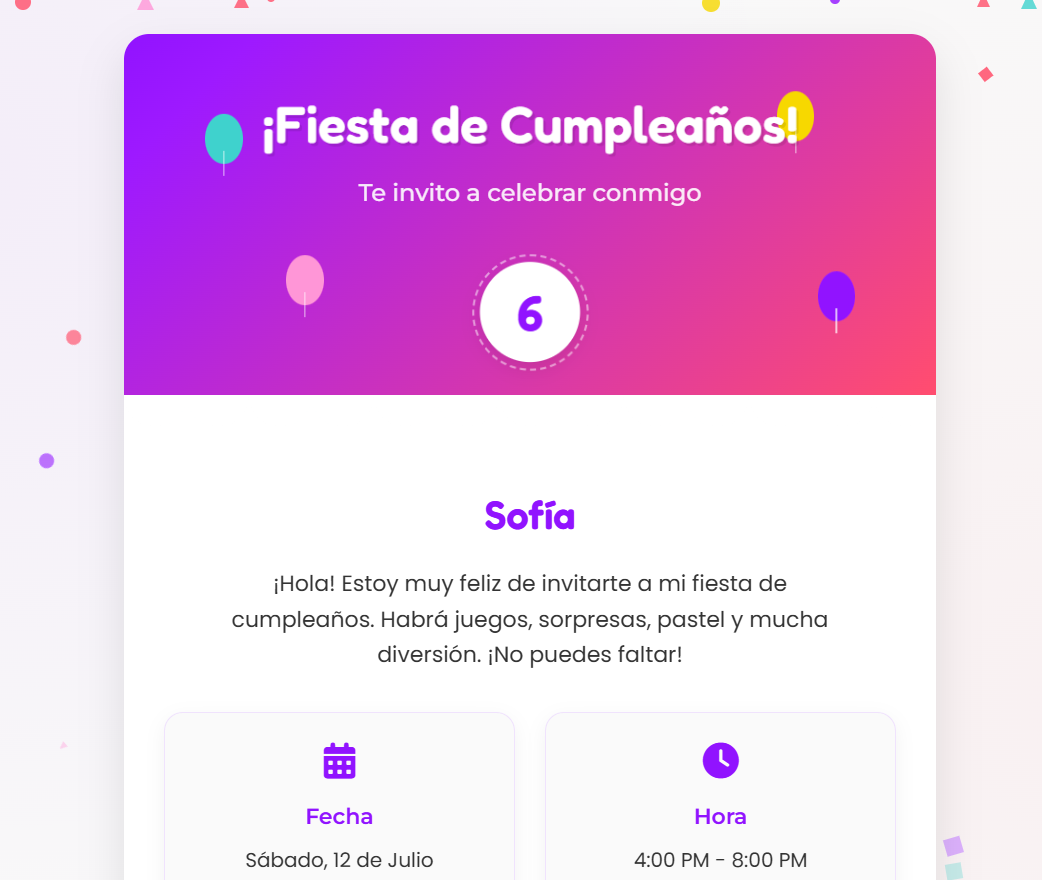 ¡Fiesta de Cumpleaños!
Te invito a celebrar conmigo
6
Sofía
¡Hola! Estoy muy feliz de invitarte a mi fiesta de
cumpleaños. Habrá juegos, sorpresas, pastel y mucha
diversión. ¡No puedes faltar!
Fecha
Sábado, 12 de Julio
Hora
4:00 PM - 8:00 PM